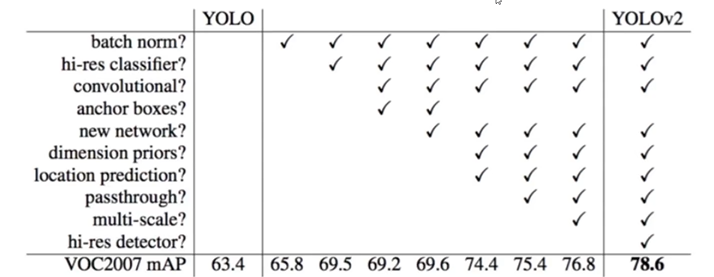 YOLO YOLOv2
batch norm? ✓ ✓ ✓ ✓ ✓ ✓ ✓ ✓
hi-res classifier? ✓ ✓ ✓ ✓ ✓ ✓ ✓
convolutional? ✓ ✓ ✓ ✓ ✓ ✓
anchor boxes? ✓ ✓
new network? ✓ ✓ ✓ ✓ ✓
dimension priors? ✓ ✓ ✓ ✓
location prediction? ✓ ✓ ✓ ✓
passthrough? ✓ ✓ ✓
multi-scale? ✓ ✓
hi-res detector? ✓
VOC2007 mAP 63.4 65.8 69.5 69.2 69.6 74.4 75.4 76.8 78.6